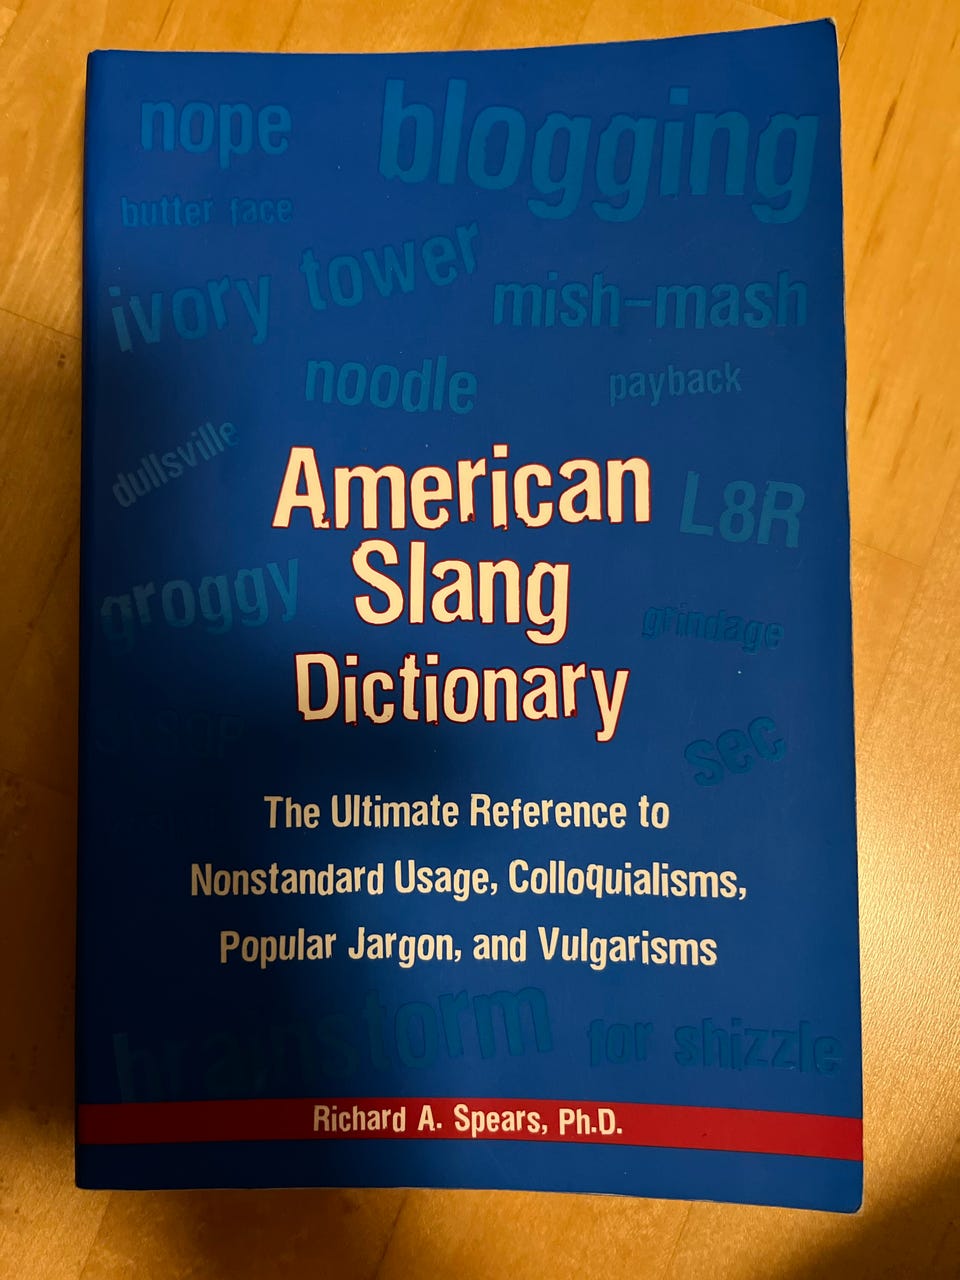 nope
blogging
butter face
ivory tower
mish-mash
noodle
payback
dullsville
American
L8R
Slang
groggy
grindage
Dictionary
sec
The Ultimate Reference to
Nonstandard Usage, Colloquialisms,
Popular Jargon, and Vulgarisms
brainstorm
for shizzle
Richard A. Spears, Ph.D.